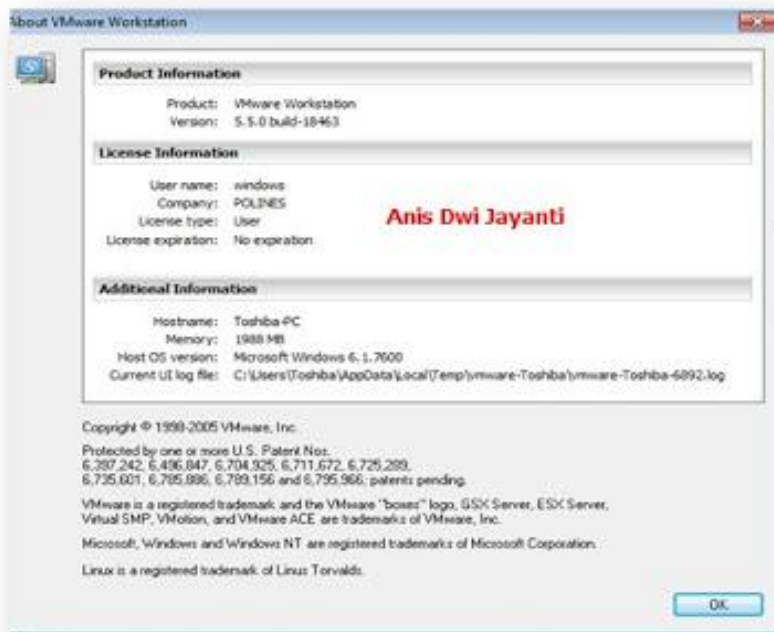 About VMware Workstation
Product Information
Product: VMware Workstation
Version: 5.5.0 build-18463
License Information
User name: windows
Company: POLINES
License type: User
License expiration: No expiration
Anis Dwi Jayanti
Additional Information
Hostname: Toshiba-PC
Memory: 1988 MB
Host OS version: Microsoft Windows 6.1.7600
Current UI log file: C:\Users\Toshiba\AppData\Local\Temp\vmware-Toshiba\vmware-Toshiba-6892.log
Copyright © 1998-2005 VMware, Inc.
Protected by one or more U.S. Patent Nos.
6,397,242, 6,496,847, 6,704,925, 6,711,672, 6,725,289,
6,735,601, 6,785,886, 6,789,156 and 6,795,966; patents pending.
VMware is a registered trademark and the VMware "boxes" logo, GSX Server, ESX Server,
Virtual SMP, VMotion, and VMware ACE are trademarks of VMware, Inc.
Microsoft, Windows and Windows NT are registered trademarks of Microsoft Corporation.
Linux is a registered trademark of Linus Torvalds.
OK